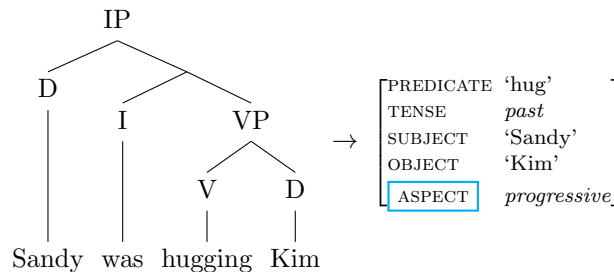 IP
D
I VP
V D
Sandy was hugging Kim
→
PREDICATE ‘hug’
TENSE past
SUBJECT ‘Sandy’
OBJECT ‘Kim’
ASPECT progressive